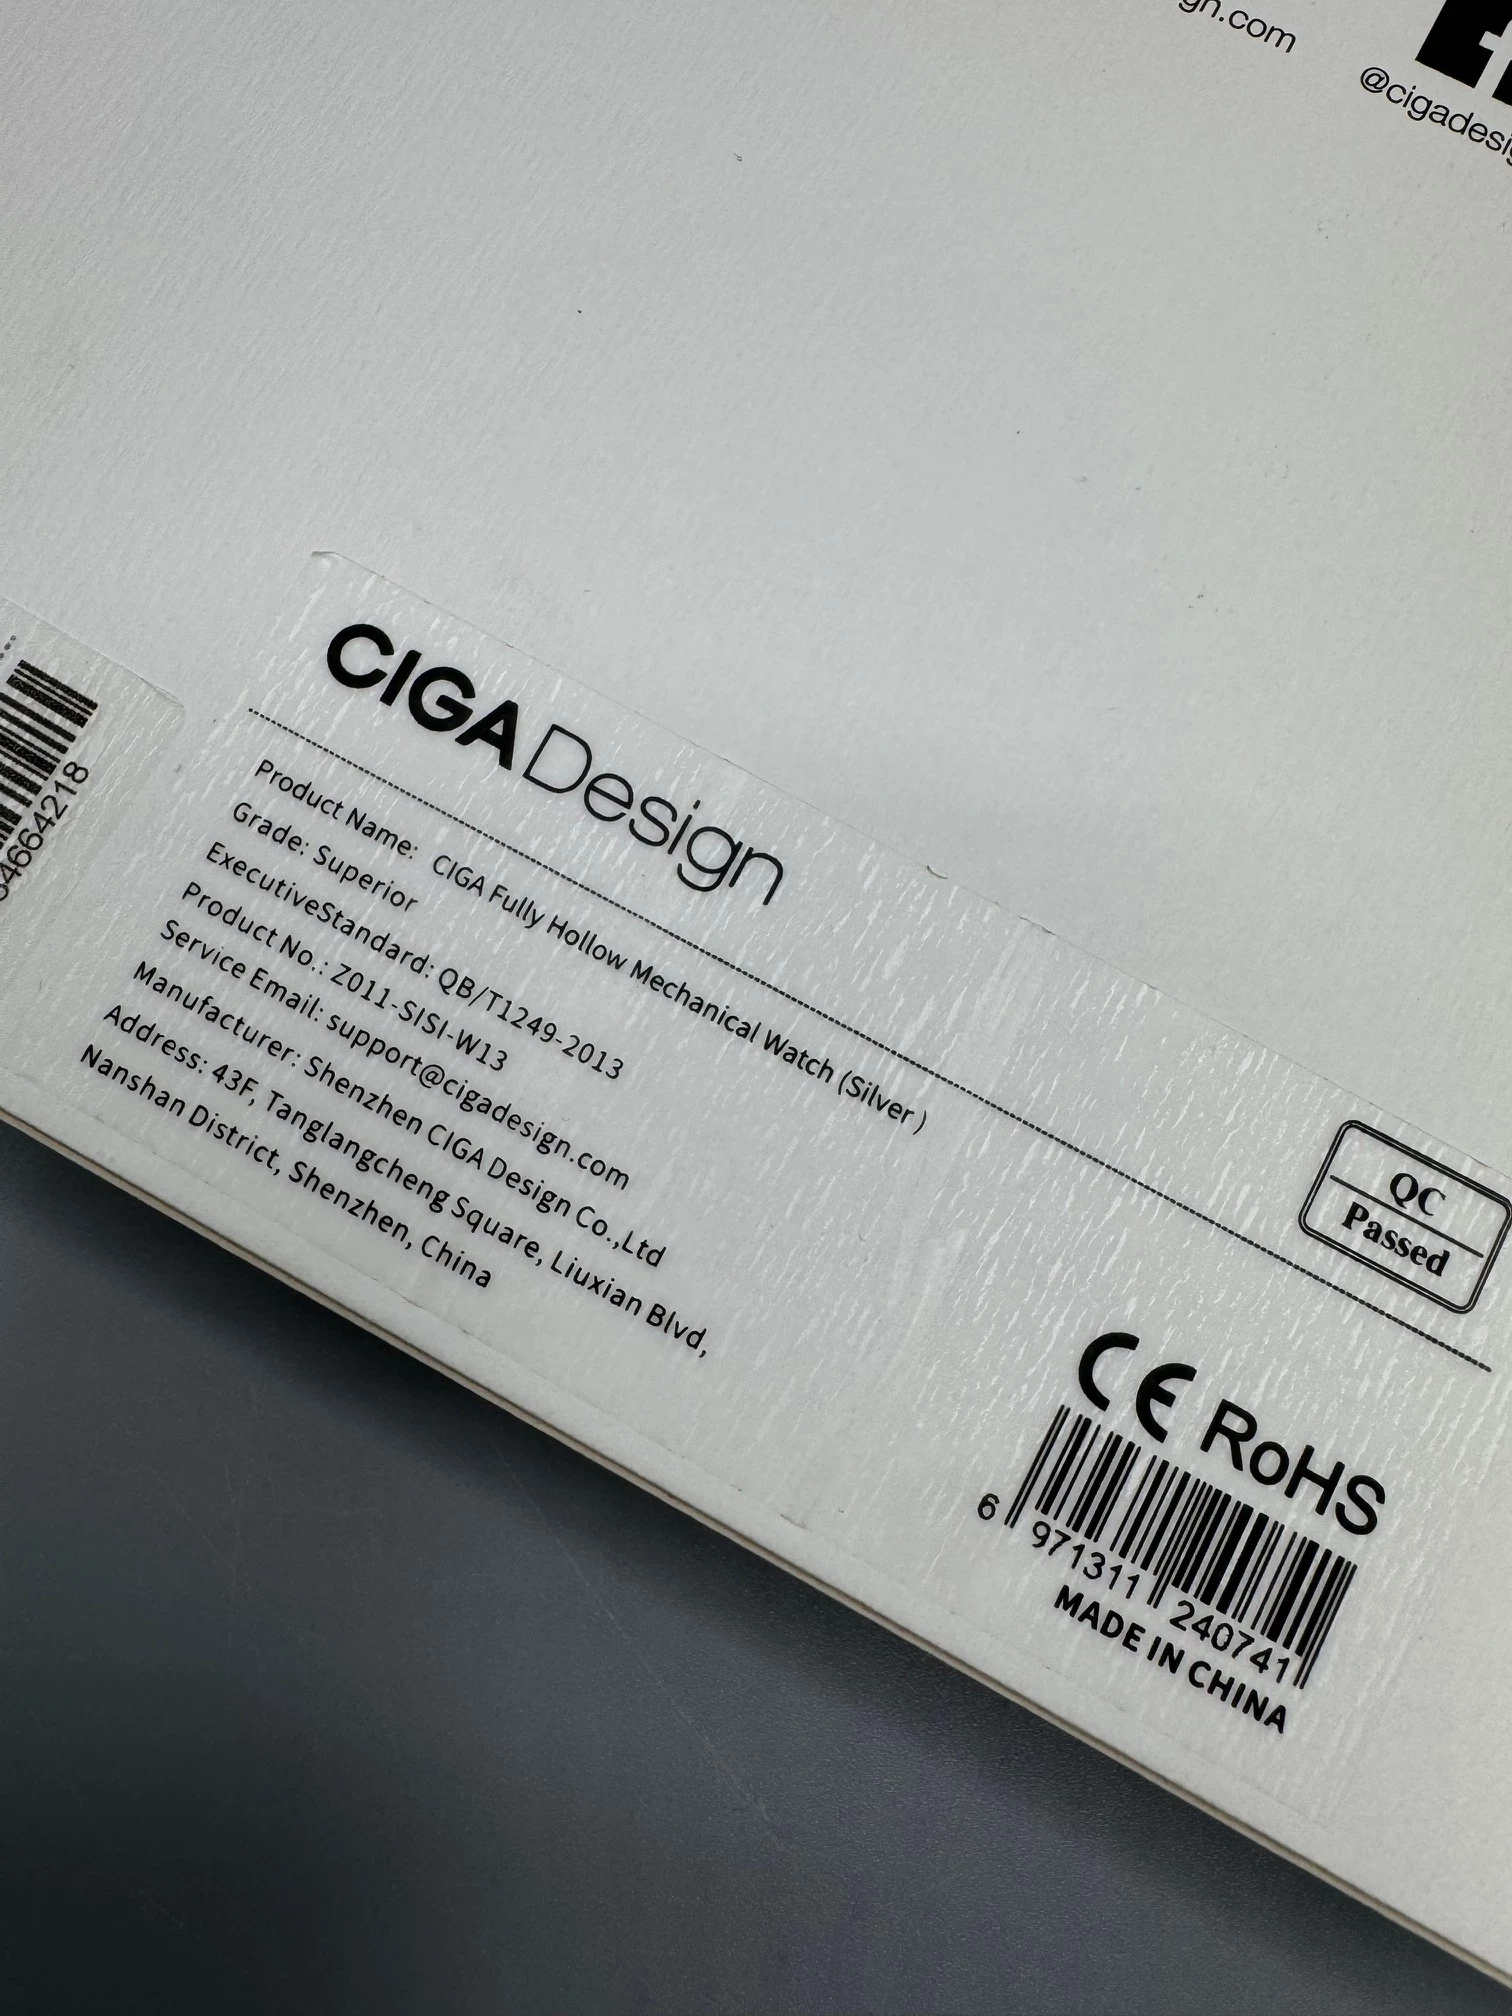 gn.com
@cigadesig
CIGA Design
Product Name: CIGA Fully Hollow Mechanical Watch (Silver )
Grade: Superior
ExecutiveStandard: QB/T1249-2013
Product No.: Z011-SISI-W13
Service Email: support@cigadesign.com
Manufacturer: Shenzhen CIGA Design Co.,Ltd
Address: 43F, Tanglangcheng Square, Liuxian Blvd,
Nanshan District, Shenzhen, China
QC
Passed
CE RoHS
6 971311 240741
MADE IN CHINA
4664218